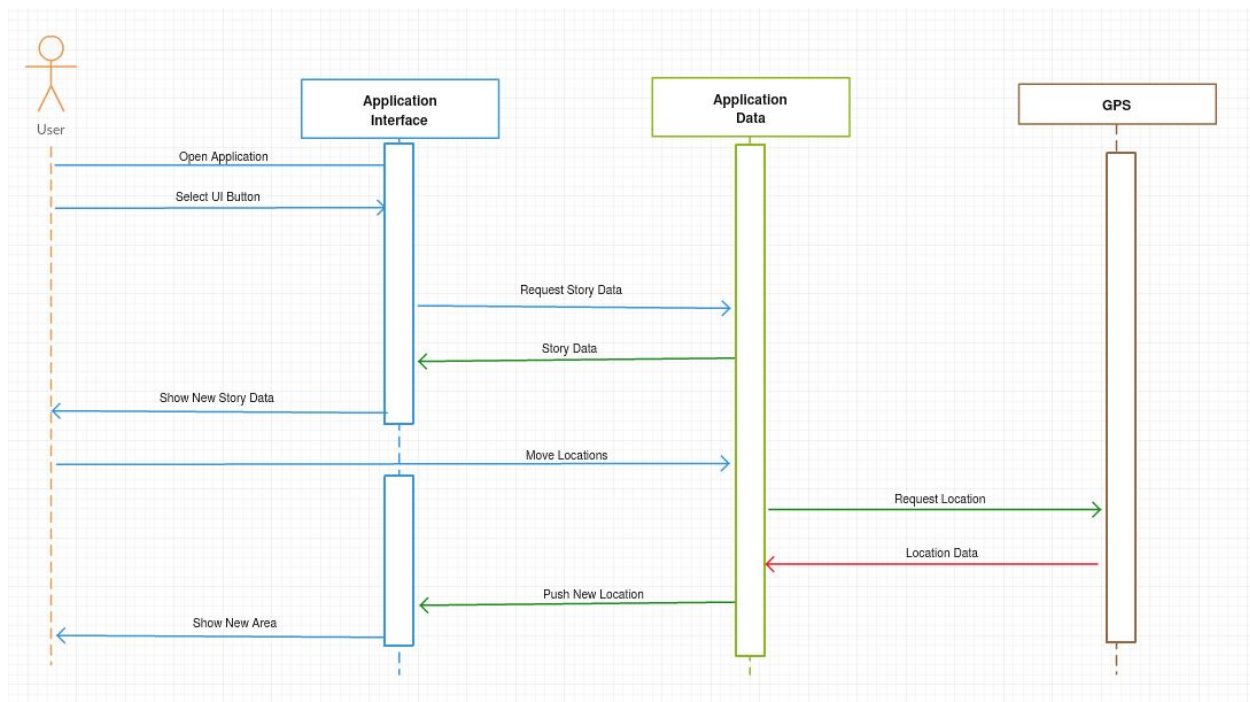 Application
Interface
Application
Data
GPS
User
Open Application
Select UI Button
Request Story Data
Story Data
Show New Story Data
Move Locations
Request Location
Location Data
Push New Location
Show New Area